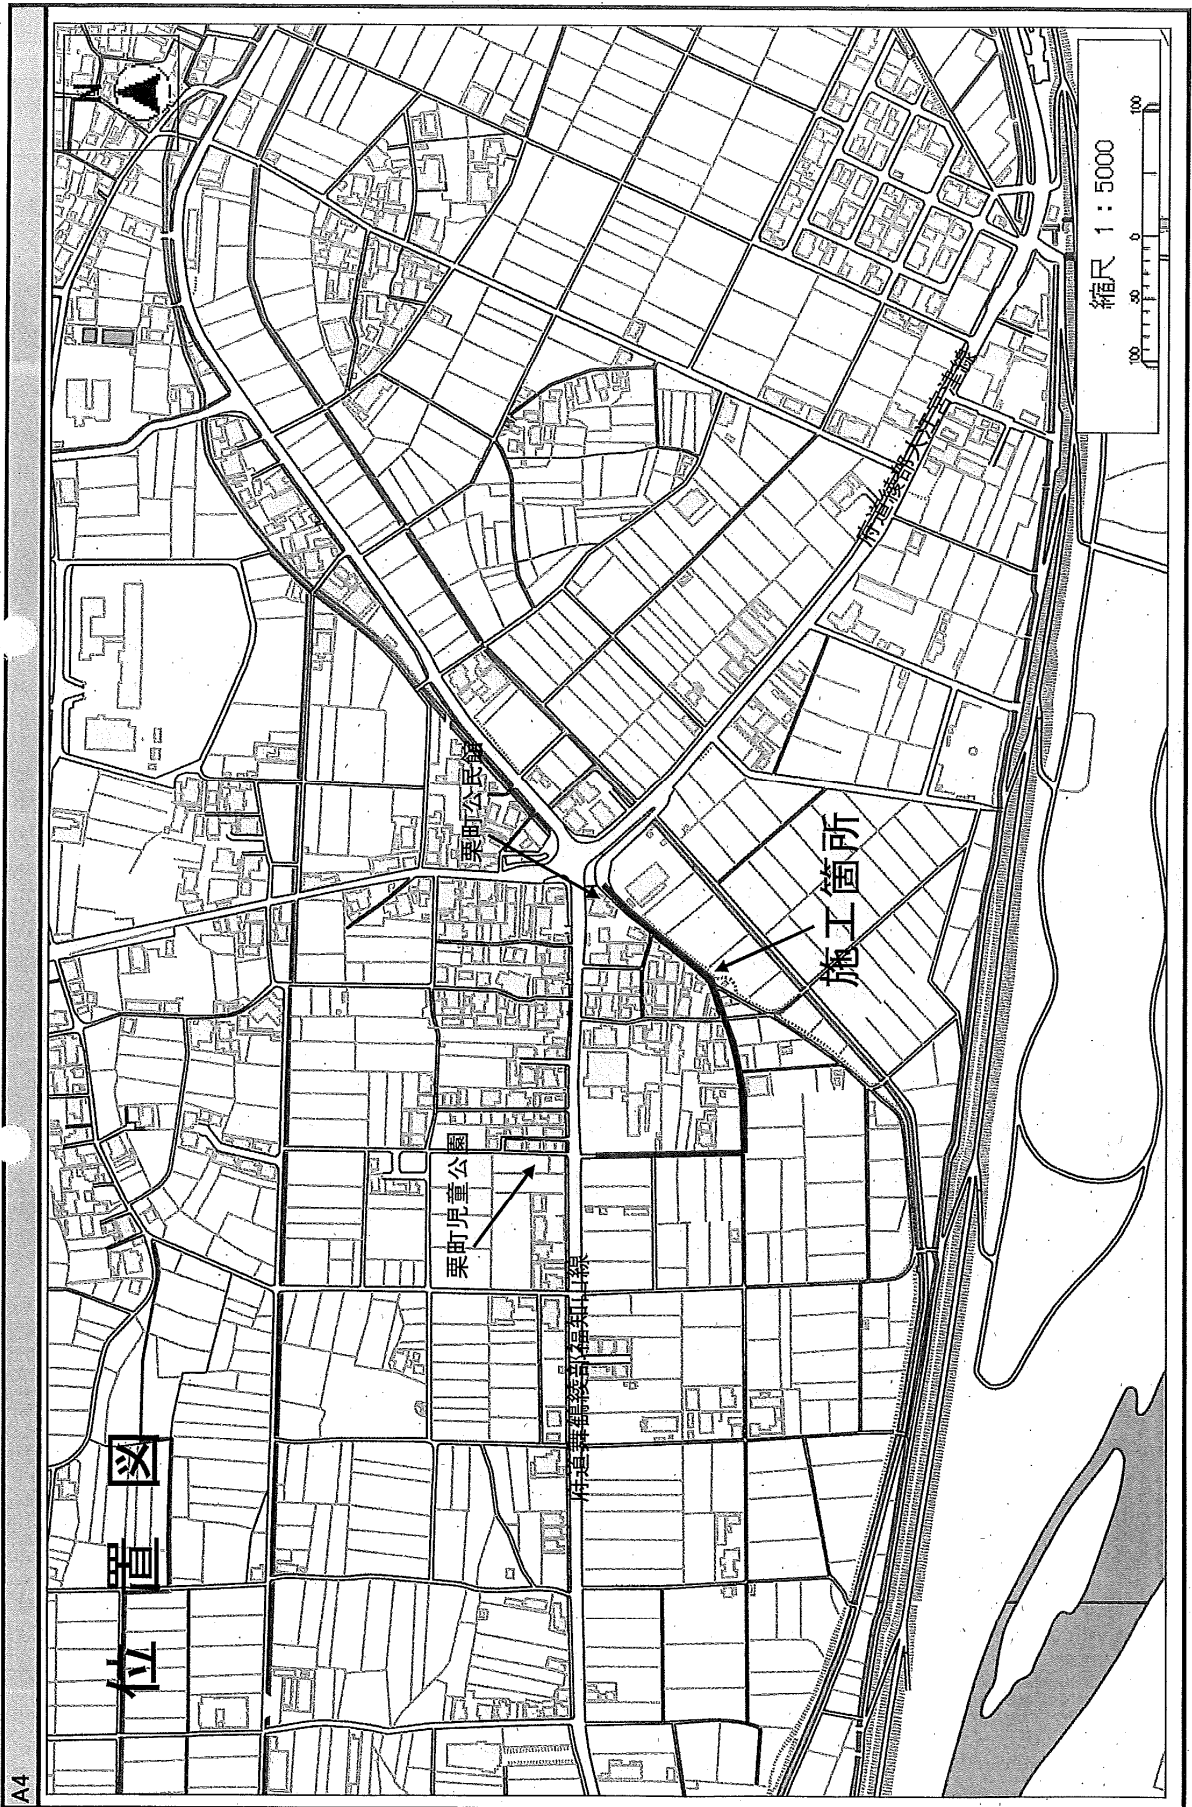 A4
位置図
N
栗町公民館
栗町児童公園
府道舞鶴綾部福知山線
府道綾部大江宮津線
施工箇所
縮尺 1：5000
100 50 0 100